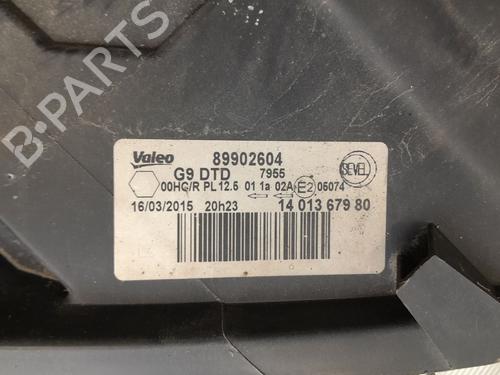 B-PARTS
Valeo 89902604
G9 DTD 7955
00HC/R PL12.5 01 1a 02A E2 05074
SEVEL
16/03/2015 20h23 14 013 679 80